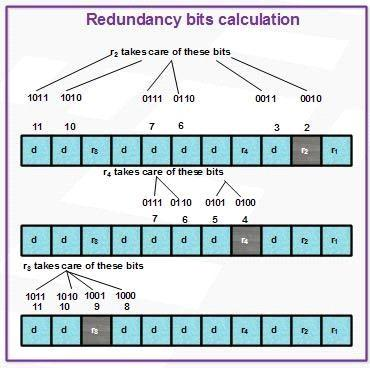 Redundancy bits calculation
r2 takes care of these bits
1011 1010 0111 0110 0011 0010
11 10 7 6 3 2
d d r8 d d d d r4 d r2 r1
r4 takes care of these bits
0111 0110 0101 0100
7 6 5 4
d d r8 d d d d r4 d r2 r1
r8 takes care of these bits
1011 1010 1001 1000
11 10 9 8
d d r8 d d d d d d r2 r1